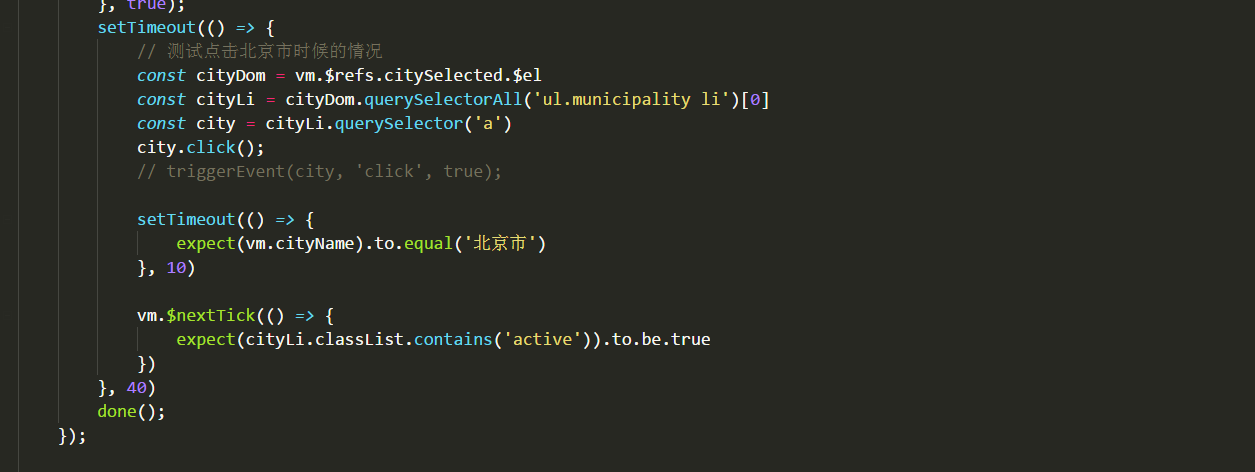 }, true);
setTimeout(() => {
// 测试点击北京市时候的情况
const cityDom = vm.$refs.citySelected.$el
const cityLi = cityDom.querySelectorAll('ul.municipality li')[0]
const city = cityLi.querySelector('a')
city.click();
// triggerEvent(city, 'click', true);
setTimeout(() => {
expect(vm.cityName).to.equal('北京市')
}, 10)
vm.$nextTick(() => {
expect(cityLi.classList.contains('active')).to.be.true
})
}, 40)
done();
});